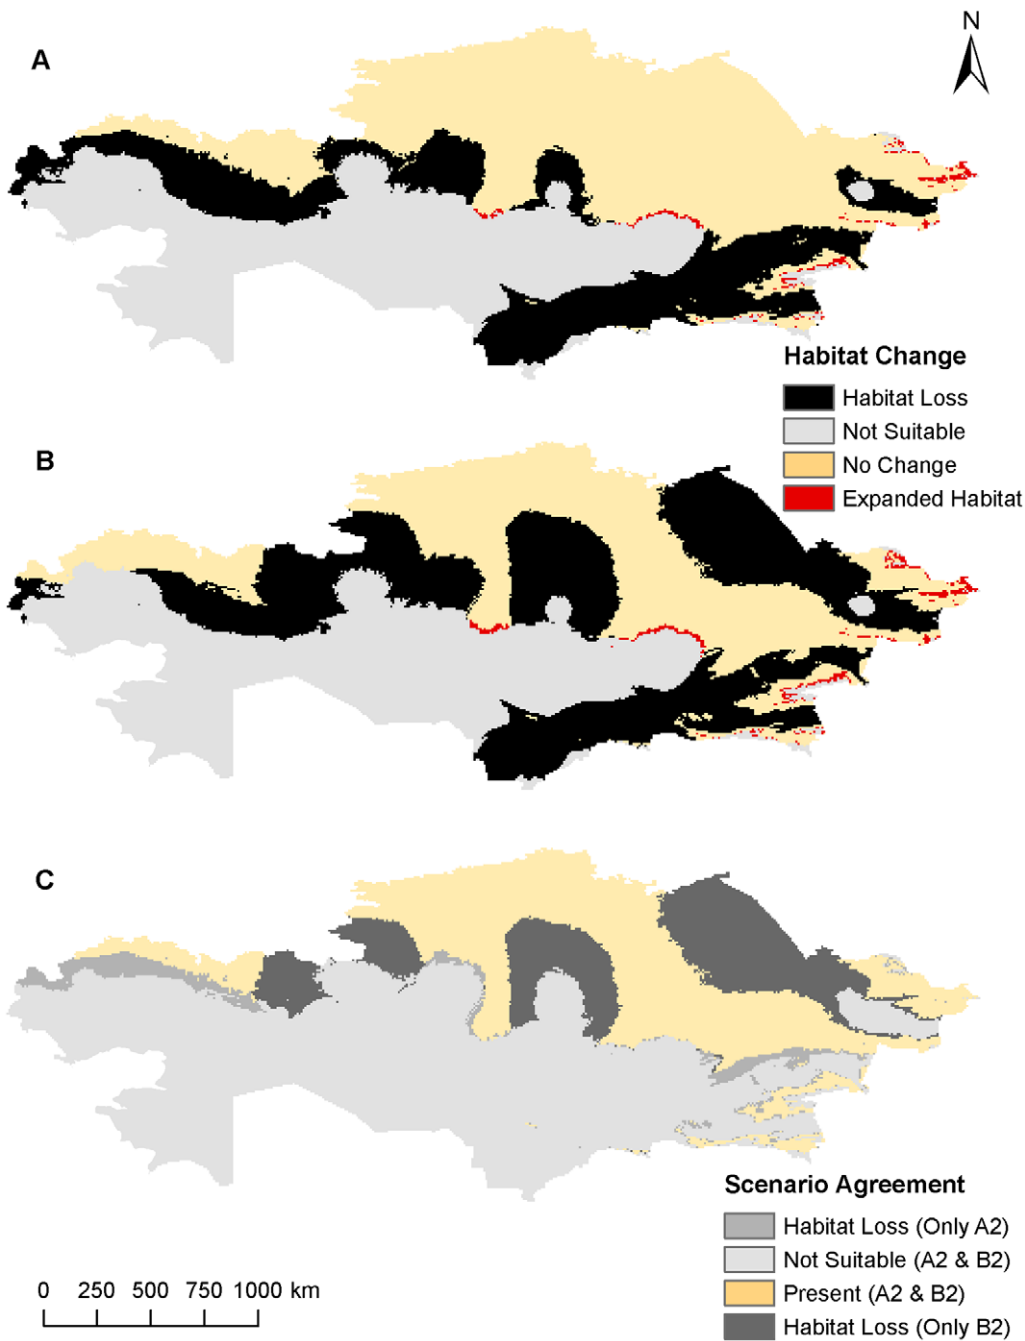 A
N
Habitat Change
Habitat Loss
Not Suitable
No Change
Expanded Habitat
B
C
Scenario Agreement
Habitat Loss (Only A2)
Not Suitable (A2 & B2)
Present (A2 & B2)
Habitat Loss (Only B2)
0 250 500 750 1000 km